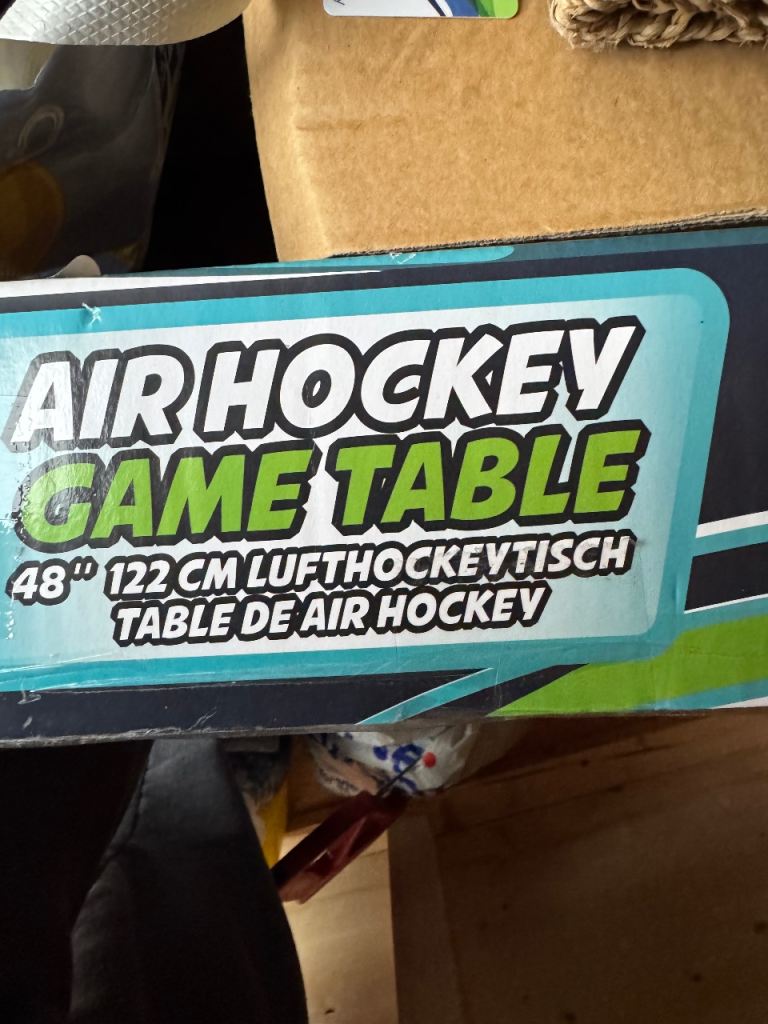 AIR HOCKEY
GAME TABLE
48" 122 CM LUFTHOCKEYTISCH
TABLE DE AIR HOCKEY